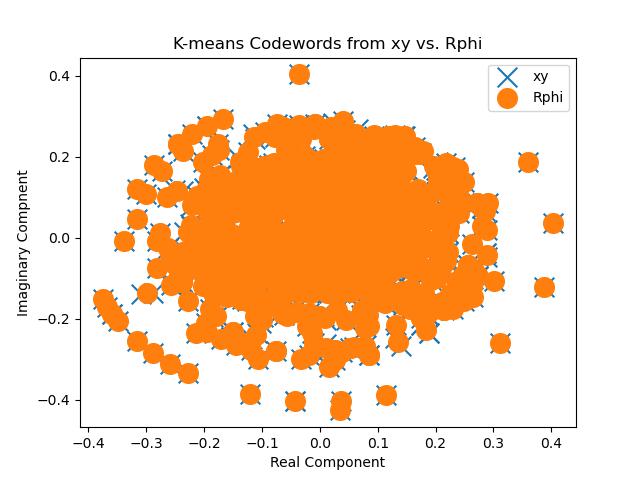 K-means Codewords from xy vs. Rphi
xy
Rphi
0.4
0.2
0.0
−0.2
−0.4
Imaginary Compnent
−0.4 −0.3 −0.2 −0.1 0.0 0.1 0.2 0.3 0.4
Real Component